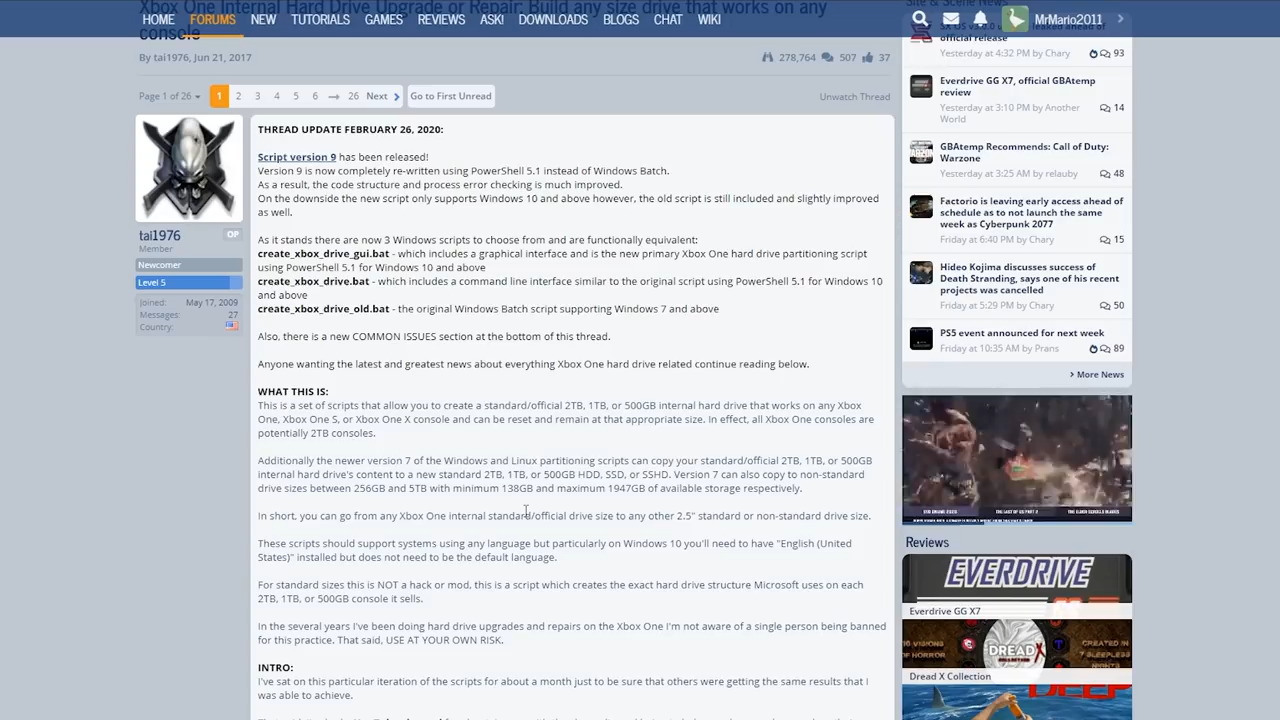 Xbox One Internal Hard Drive Upgrade or Repair: Build any size drive that works on any
console
HOME FORUMS NEW TUTORIALS GAMES REVIEWS ASK! DOWNLOADS BLOGS CHAT WIKI
MrMario2011
By tai1976, Jun 21, 2017
278,764 507 37
Page 1 of 26 1 2 3 4 5 6 → 26 Next Go to First Unread
Unwatch Thread
tai1976 OP
Member
Newcomer
Level 5
Joined: May 17, 2009
Messages: 27
Country:
THREAD UPDATE FEBRUARY 26, 2020:
Script version 9 has been released!
Version 9 is now completely re-written using PowerShell 5.1 instead of Windows Batch.
As a result, the code structure and process error checking is much improved.
On the downside the new script only supports Windows 10 and above however, the old script is still included and slightly improved
as well.
As it stands there are now 3 Windows scripts to choose from and are functionally equivalent:
create_xbox_drive_gui.bat - which includes a graphical interface and is the new primary Xbox One hard drive partitioning script
using PowerShell 5.1 for Windows 10 and above
create_xbox_drive.bat - which includes a command line interface similar to the original script using PowerShell 5.1 for Windows 10
and above
create_xbox_drive_old.bat - the original Windows Batch script supporting Windows 7 and above
Also, there is a new COMMON ISSUES section at the bottom of this thread.
Anyone wanting the latest and greatest news about everything Xbox One hard drive related continue reading below.
WHAT THIS IS:
This is a set of scripts that allow you to create a standard/official 2TB, 1TB, or 500GB internal hard drive that works on any Xbox
One, Xbox One S, or Xbox One X console and can be reset and remain at that appropriate size. In effect, all Xbox One consoles are
potentially 2TB consoles.
Additionally the newer version 7 of the Windows and Linux partitioning scripts can copy your standard/official 2TB, 1TB, or 500GB
internal hard drive's content to a new standard 2TB, 1TB, or 500GB HDD, SSD, or SSHD. Version 7 can also copy to non-standard
drive sizes between 256GB and 5TB with minimum 138GB and maximum 1947GB of available storage respectively.
In short you can go from one internal standard/official drive size to any other 2.5" standard or non-standard drive size.
These scripts should support systems using any language but particularly on Windows 10 you'll need to have "English (United
States)" installed but does not need to be the default language.
For standard sizes this is NOT a hack or mod, this is a script which creates the exact hard drive structure Microsoft uses on each
2TB, 1TB, or 500GB console it sells.
In the several years I've been doing hard drive upgrades and repairs on the Xbox One I'm not aware of a single person being banned
for this practice. That said, USE AT YOUR OWN RISK.
INTRO:
I've sat on this particular iteration of the scripts for about a month just to be sure that others were getting the same results that I
was able to achieve.
official release
Yesterday at 4:32 PM by Chary 93
Everdrive GG X7, official GBAtemp
review
Yesterday at 3:10 PM by Another 14
World
GBAtemp Recommends: Call of Duty:
Warzone
Yesterday at 3:25 AM by relauby 48
Factorio is leaving early access ahead of
schedule as to not launch the same
week as Cyberpunk 2077
Friday at 6:40 PM by Chary 15
Hideo Kojima discusses success of
Death Stranding, says one of his recent
projects was cancelled
Friday at 5:29 PM by Chary 50
PS5 event announced for next week
Friday at 10:35 AM by Prans 89
More News
Reviews
EVERDRIVE
Everdrive GG X7
DREAD X
COLLECTION
Dread X Collection